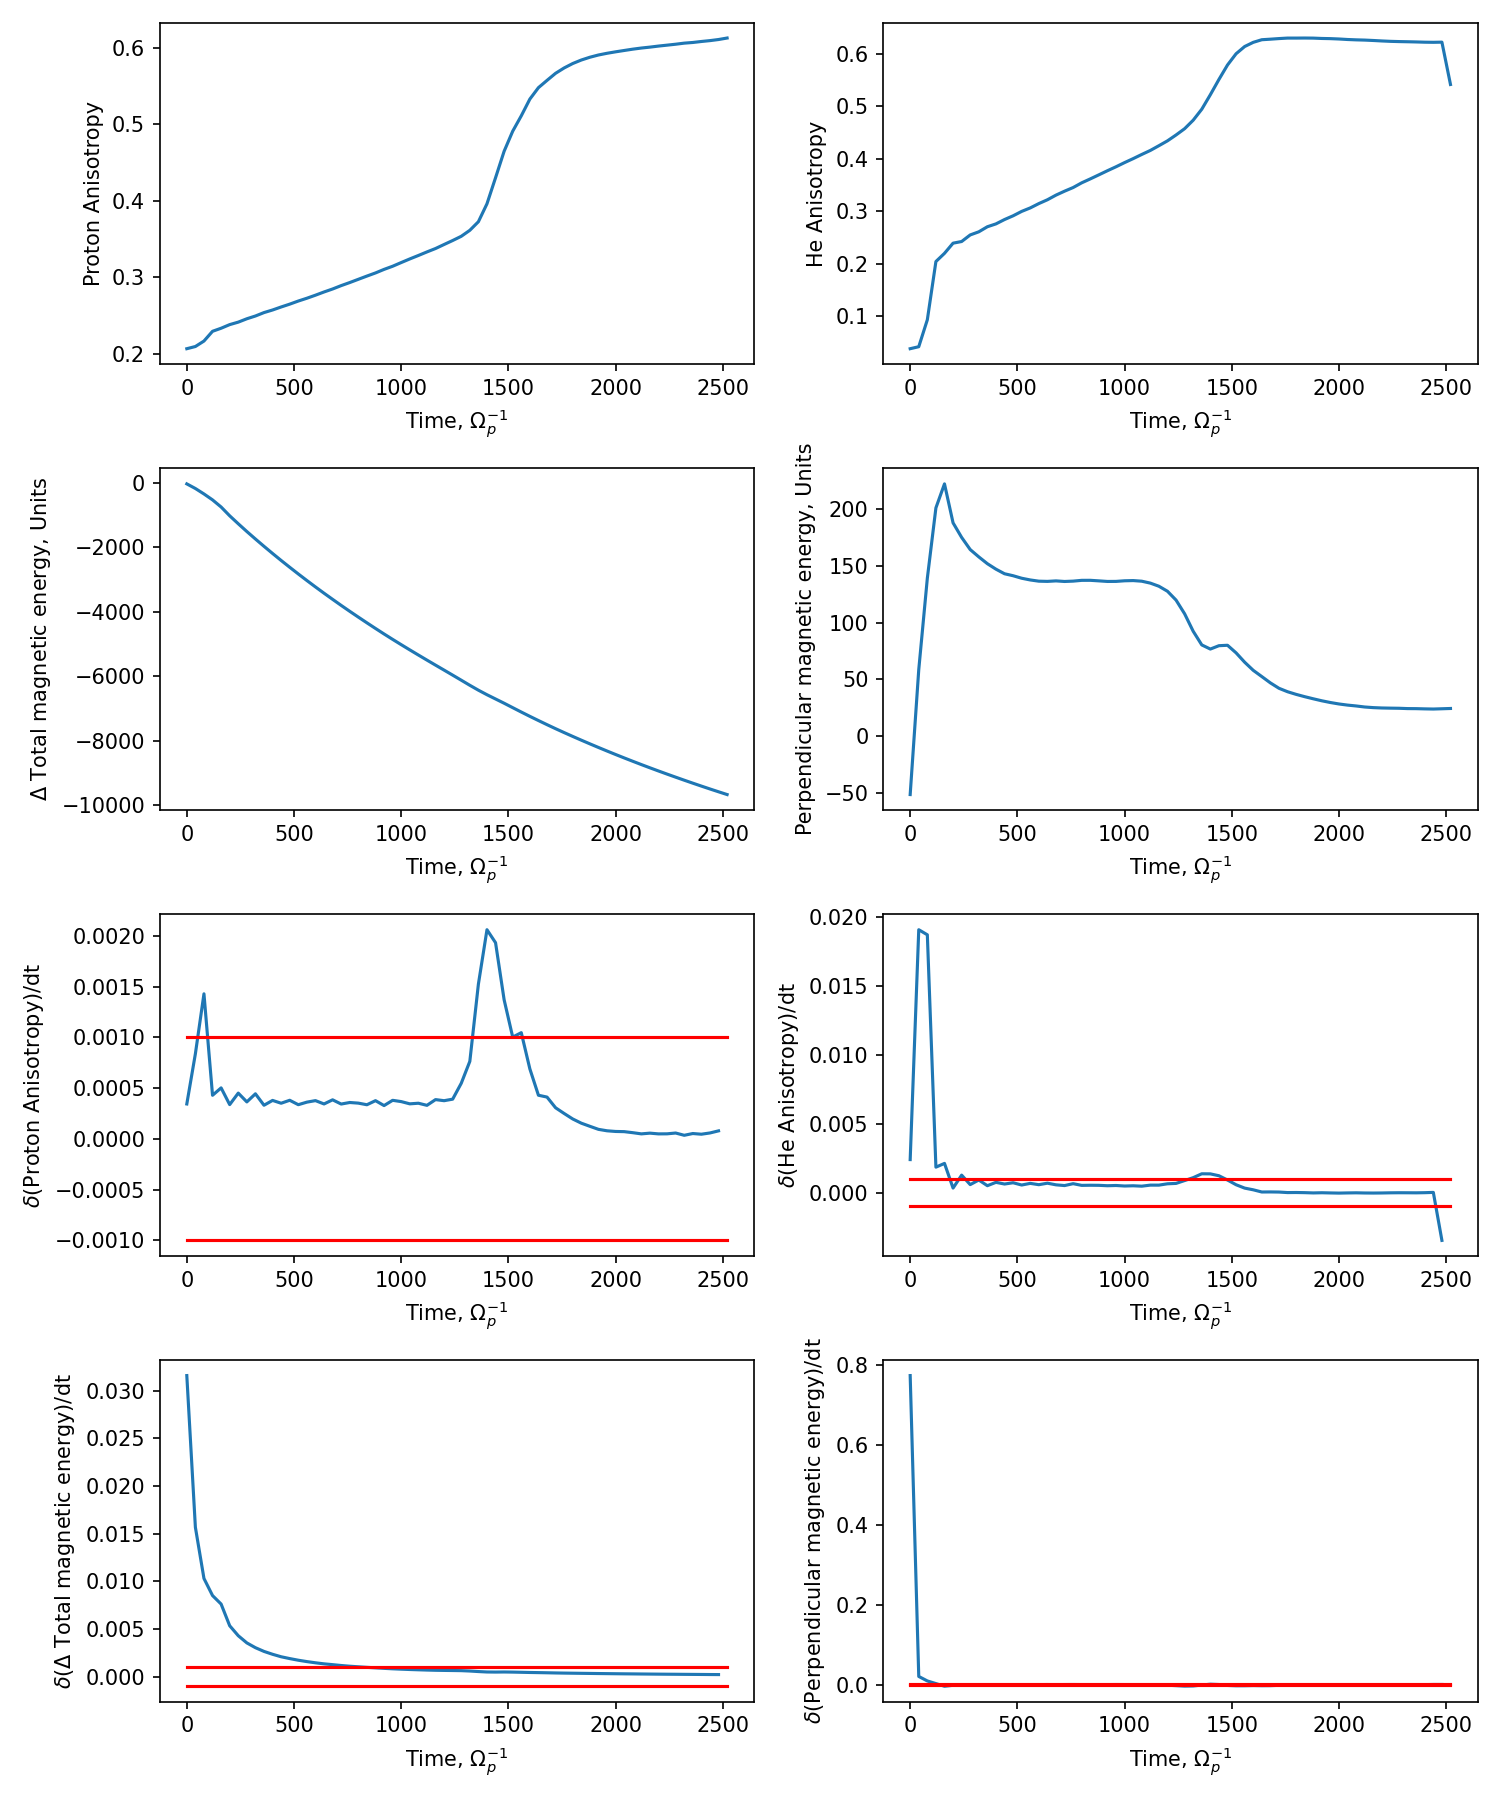 Proton Anisotropy
0.6
0.5
0.4
0.3
0.2
0 500 1000 1500 2000 2500
Time, Ω_p^{−1}
He Anisotropy
0.6
0.5
0.4
0.3
0.2
0.1
0 500 1000 1500 2000 2500
Time, Ω_p^{−1}
Δ Total magnetic energy, Units
0
−2000
−4000
−6000
−8000
−10000
0 500 1000 1500 2000 2500
Time, Ω_p^{−1}
Perpendicular magnetic energy, Units
200
150
100
50
0
−50
0 500 1000 1500 2000 2500
Time, Ω_p^{−1}
δ(Proton Anisotropy)/dt
0.0020
0.0015
0.0010
0.0005
0.0000
−0.0005
−0.0010
0 500 1000 1500 2000 2500
Time, Ω_p^{−1}
δ(He Anisotropy)/dt
0.020
0.015
0.010
0.005
0.000
0 500 1000 1500 2000 2500
Time, Ω_p^{−1}
δ(Δ Total magnetic energy)/dt
0.030
0.025
0.020
0.015
0.010
0.005
0.000
0 500 1000 1500 2000 2500
Time, Ω_p^{−1}
δ(Perpendicular magnetic energy)/dt
0.8
0.6
0.4
0.2
0.0
0 500 1000 1500 2000 2500
Time, Ω_p^{−1}